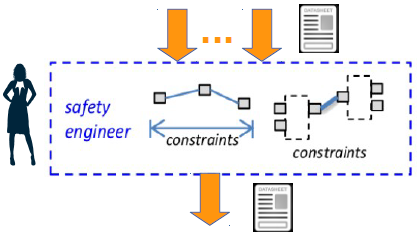 DATASHEET
...
safety
engineer
constraints
constraints
DATASHEET